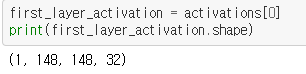 first_layer_activation = activations[0]
print(first_layer_activation.shape)
(1, 148, 148, 32)